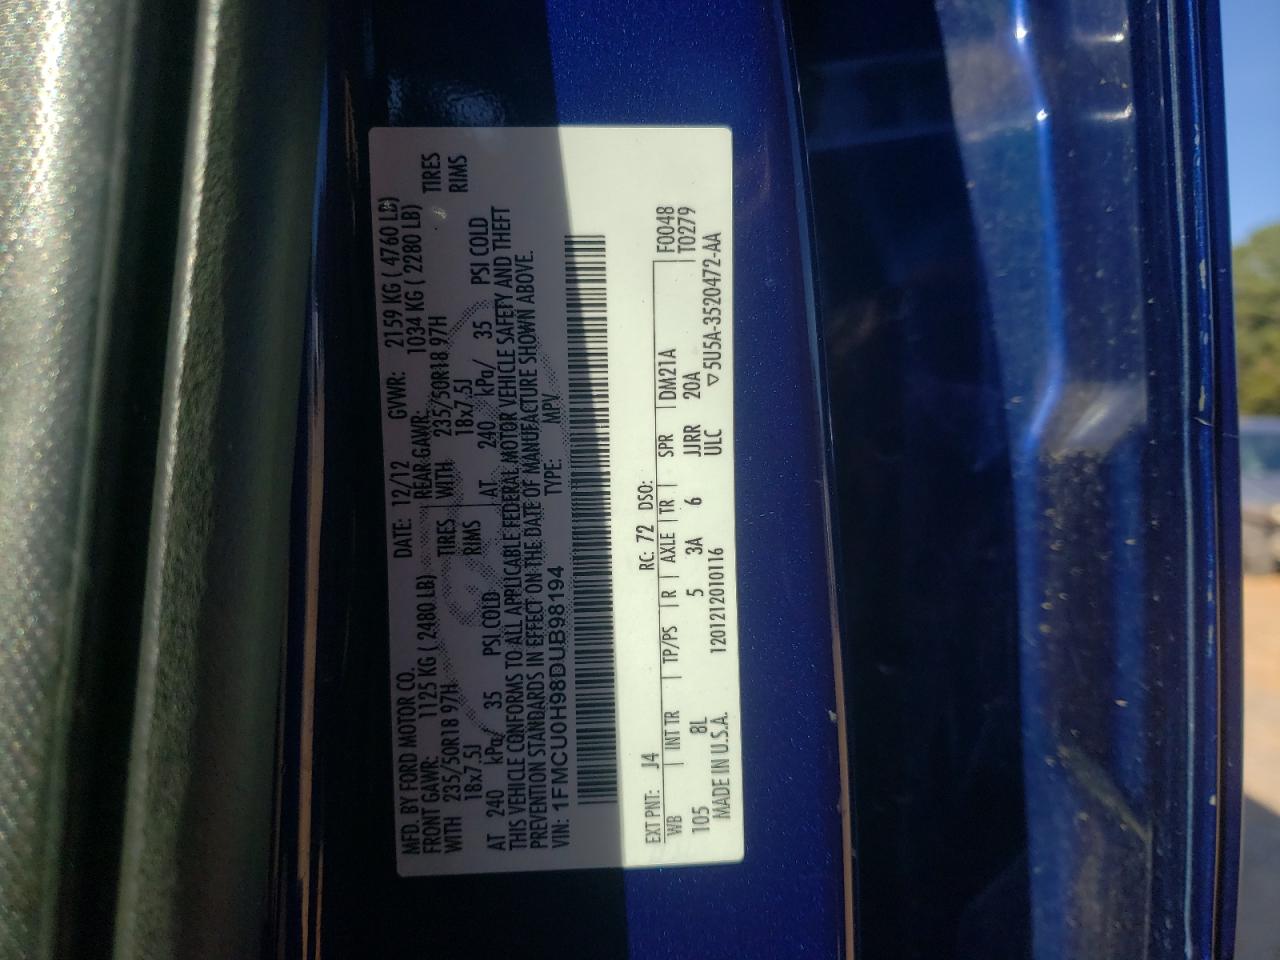 MFD. BY FORD MOTOR CO. DATE: 12/12 GVWR: 2159 KG ( 4760 LB)
FRONT GAWR: 1125 KG ( 2480 LB) REAR GAWR: 1034 KG ( 2280 LB)
WITH 235/50R18 97H TIRES WITH 235/50R18 97H TIRES
18x7.5J RIMS 18x7.5J RIMS
AT 240 kPa/ 35 PSI COLD AT 240 kPa/ 35 PSI COLD
THIS VEHICLE CONFORMS TO ALL APPLICABLE FEDERAL MOTOR VEHICLE SAFETY AND THEFT
PREVENTION STANDARDS IN EFFECT ON THE DATE OF MANUFACTURE SHOWN ABOVE.
VIN: 1FMCU0H98DUB98194 TYPE: MPV
EXT PNT: J4 RC: 72 DSO: F0048
WB INT TR TP/PS R AXLE TR SPR DM21A T0279
105 8L 5 3A 6 JJRR 20A
MADE IN U.S.A. 1201212010116 ULC ▽5U5A-3520472-AA